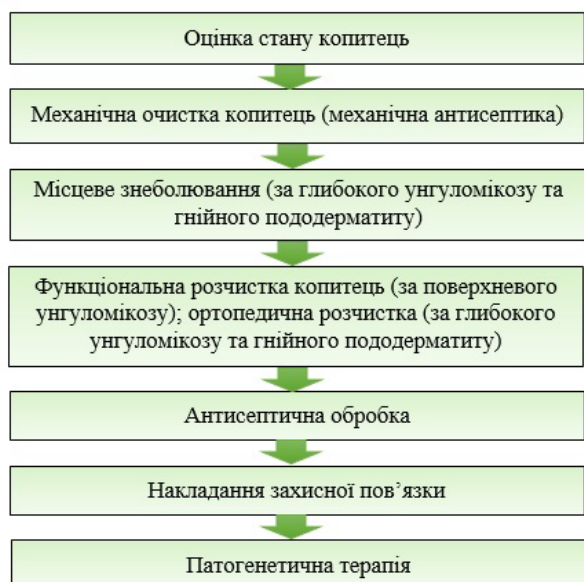 Оцінка стану копитець
Механічна очистка копитець (механічна антисептика)
Місцеве знеболювання (за глибокого унгуломікозу та
гнійного пододерматиту)
Функціональна розчистка копитець (за поверхневого
унгуломікозу); ортопедична розчистка (за глибокого
унгуломікозу та гнійного пододерматиту)
Антисептична обробка
Накладання захисної пов’язки
Патогенетична терапія